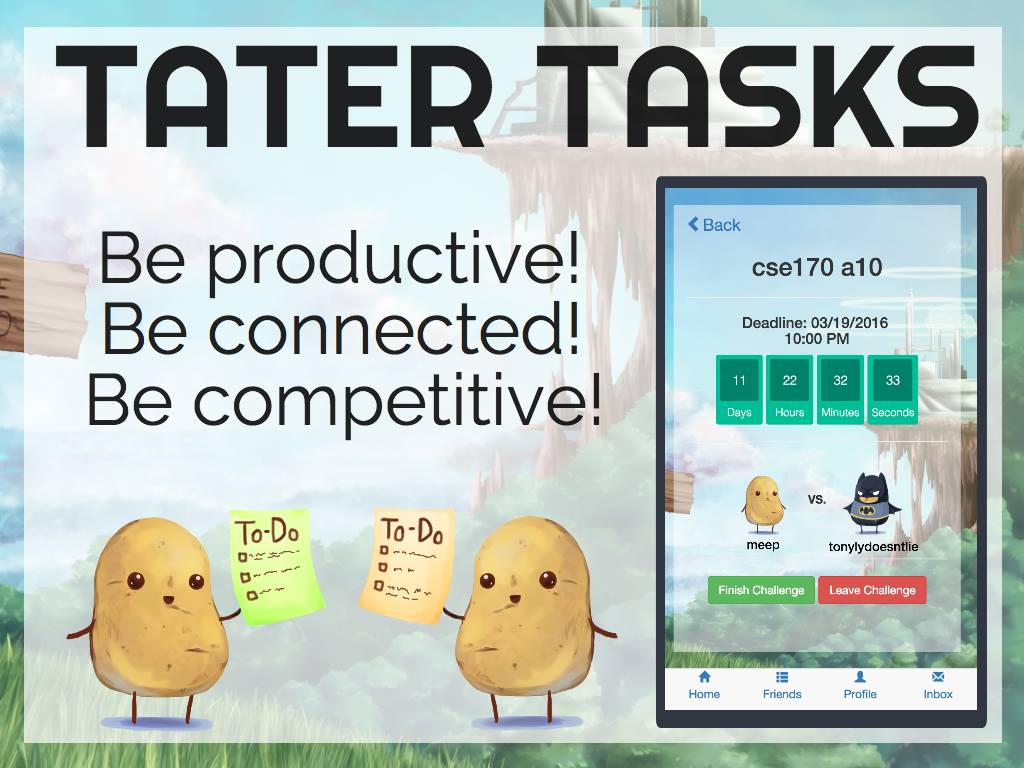 TATER TASKS
Be productive!
Be connected!
Be competitive!
To-Do
To-Do
Back
cse170 a10
Deadline: 03/19/2016
10:00 PM
11 22 32 33
Days Hours Minutes Seconds
vs.
meep tonylydoesntlie
Finish Challenge Leave Challenge
Home Friends Profile Inbox